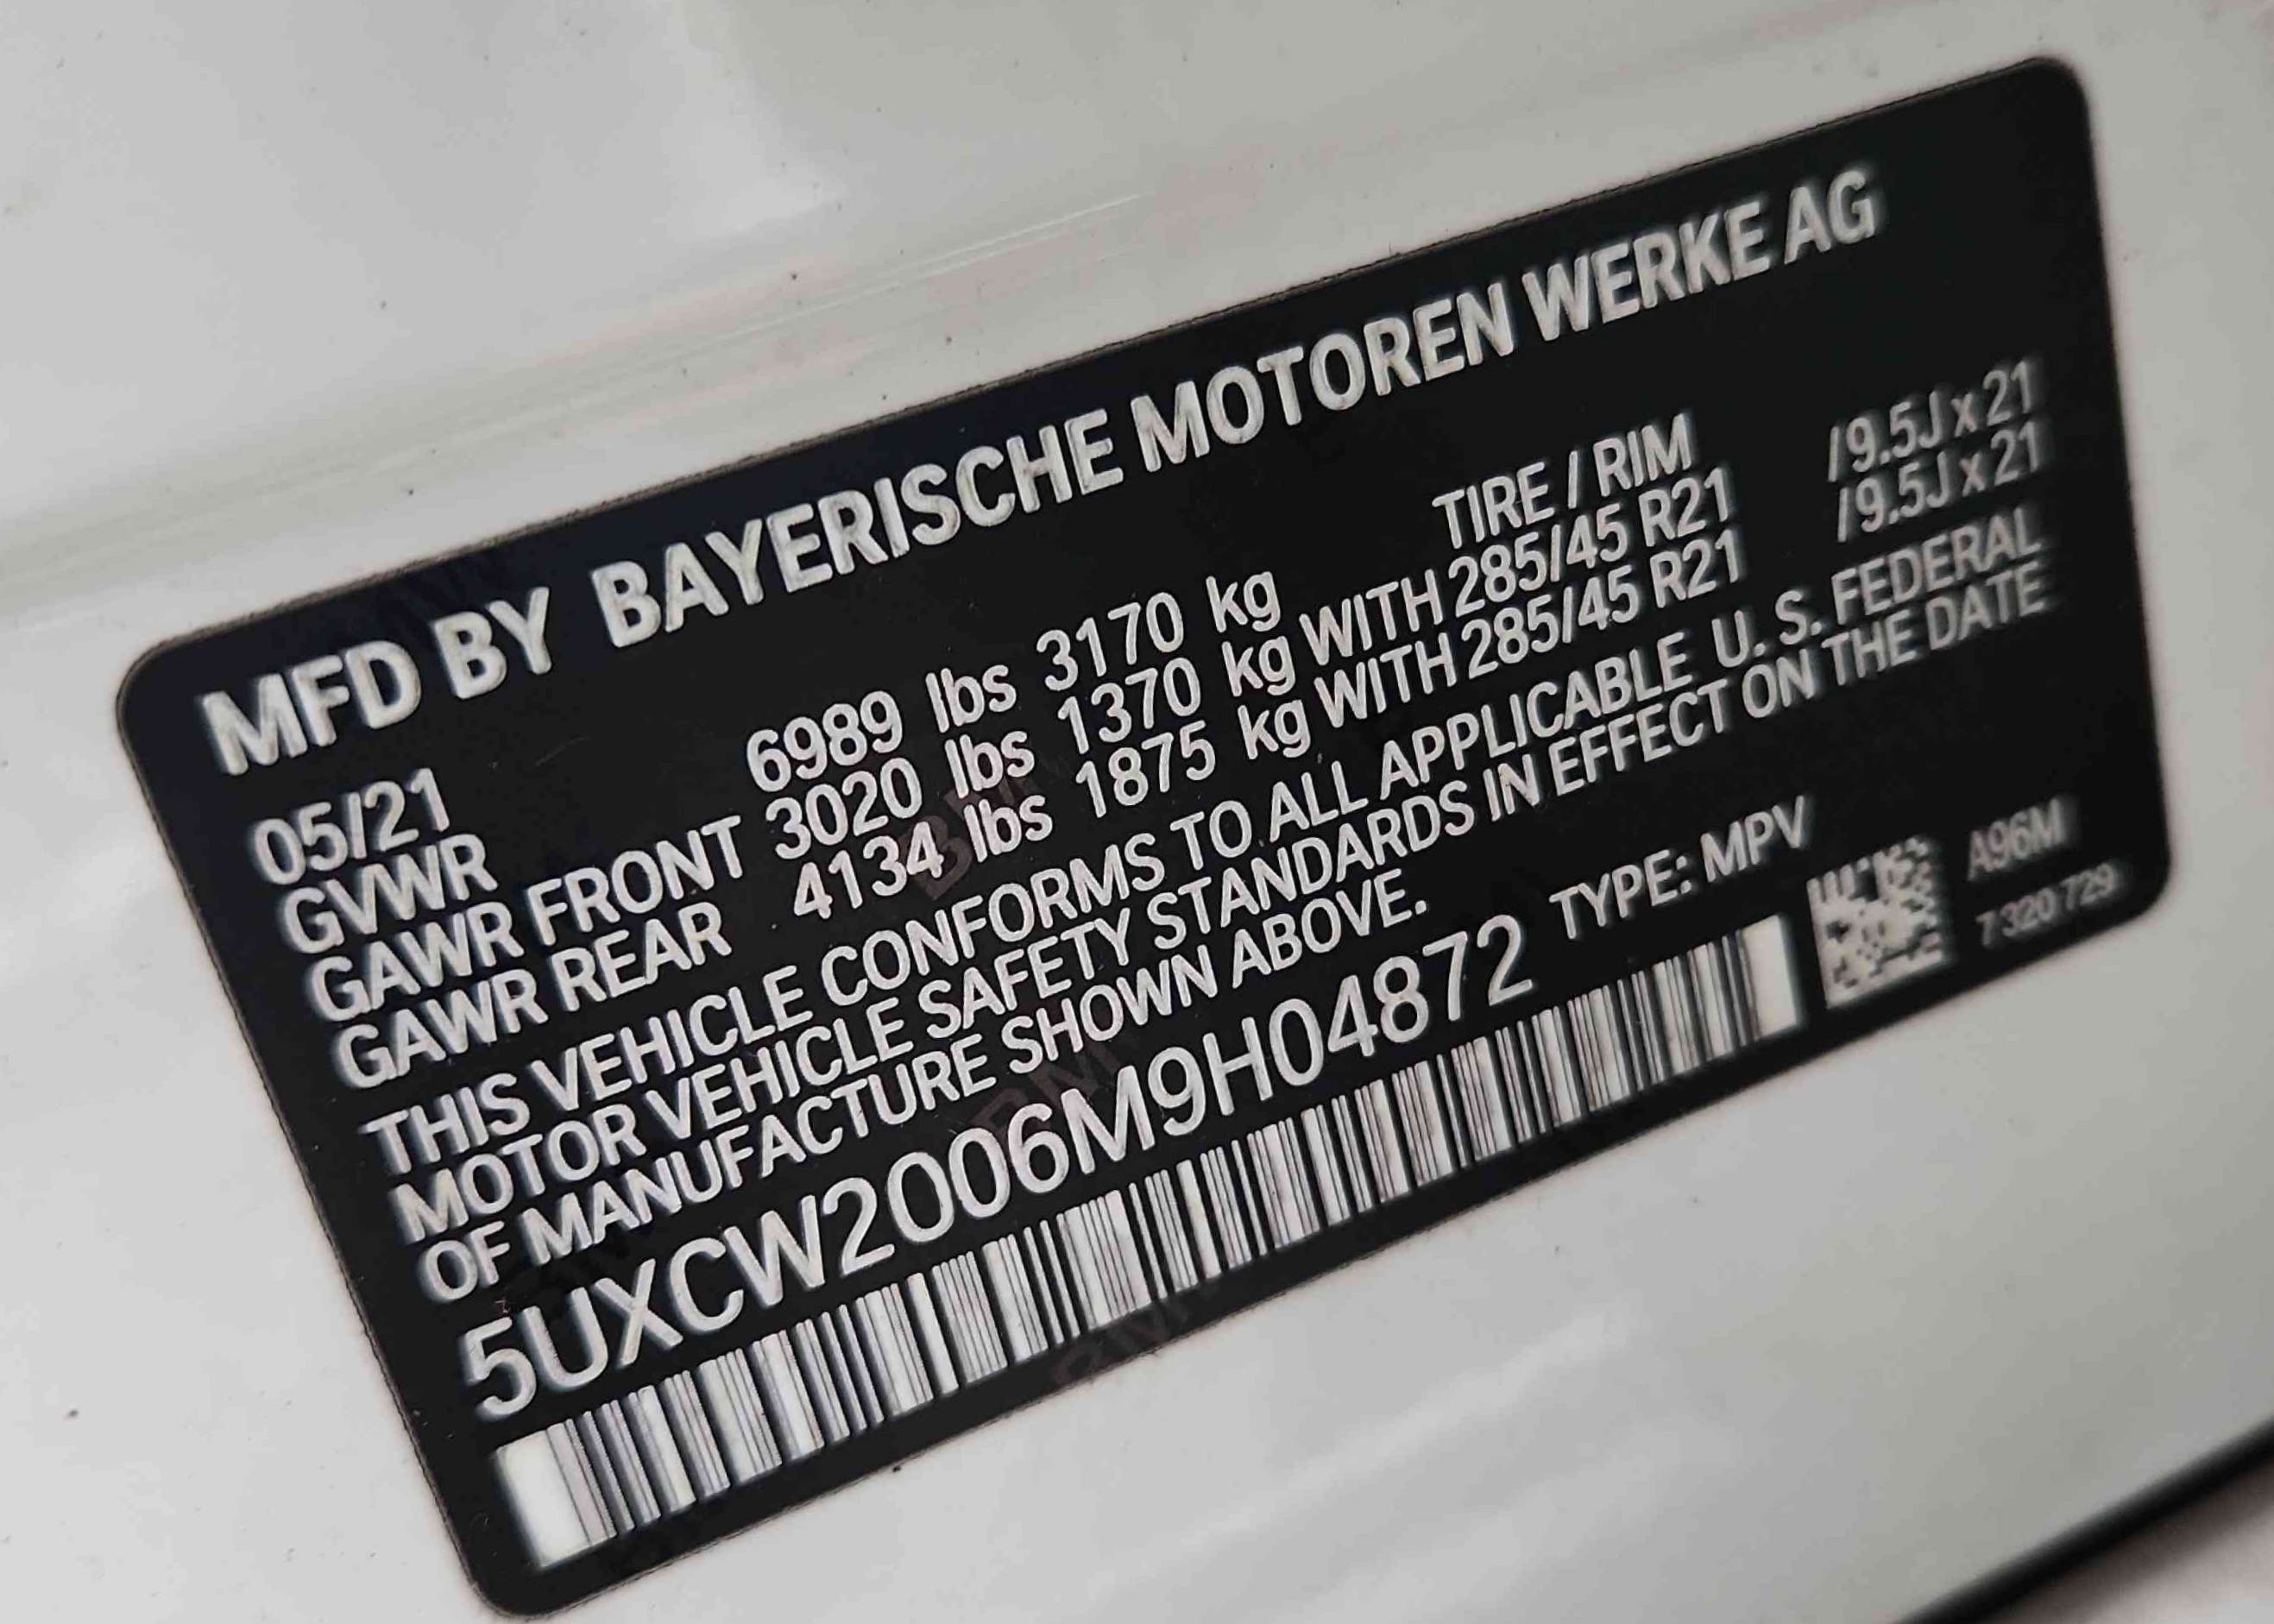 MFD BY BAYERISCHE MOTOREN WERKE AG
05/21 TIRE / RIM
GVWR 6989 lbs 3170 kg
GAWR FRONT 3020 lbs 1370 kg WITH 285/45 R21 / 9.5J x 21
GAWR REAR 4134 lbs 1875 kg WITH 285/45 R21 / 9.5J x 21
THIS VEHICLE CONFORMS TO ALL APPLICABLE U. S. FEDERAL
MOTOR VEHICLE SAFETY STANDARDS IN EFFECT ON THE DATE
OF MANUFACTURE SHOWN ABOVE.
5UXCW2006M9H04872 TYPE: MPV
A96M
7 320 729